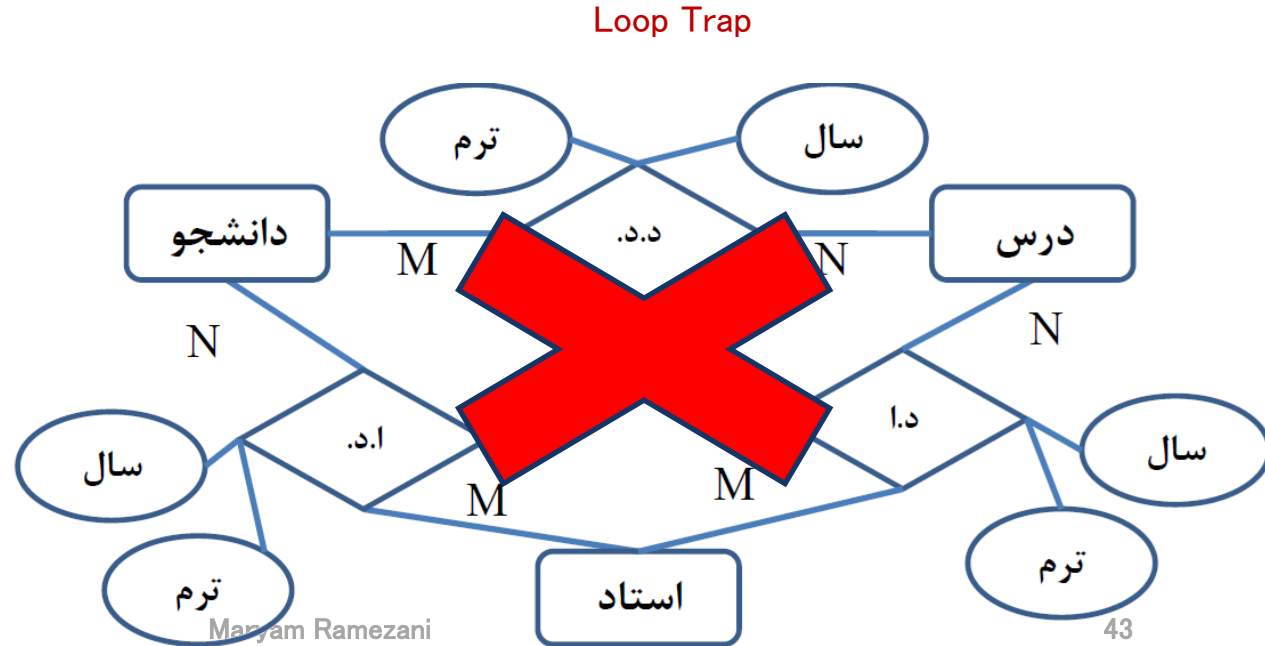 Loop Trap
ترم
سال
دانشجو
د.د.
درس
M
N
N
N
ا.د.
د.ا
سال
سال
M
M
ترم
استاد
ترم
Maryam Ramezani
43